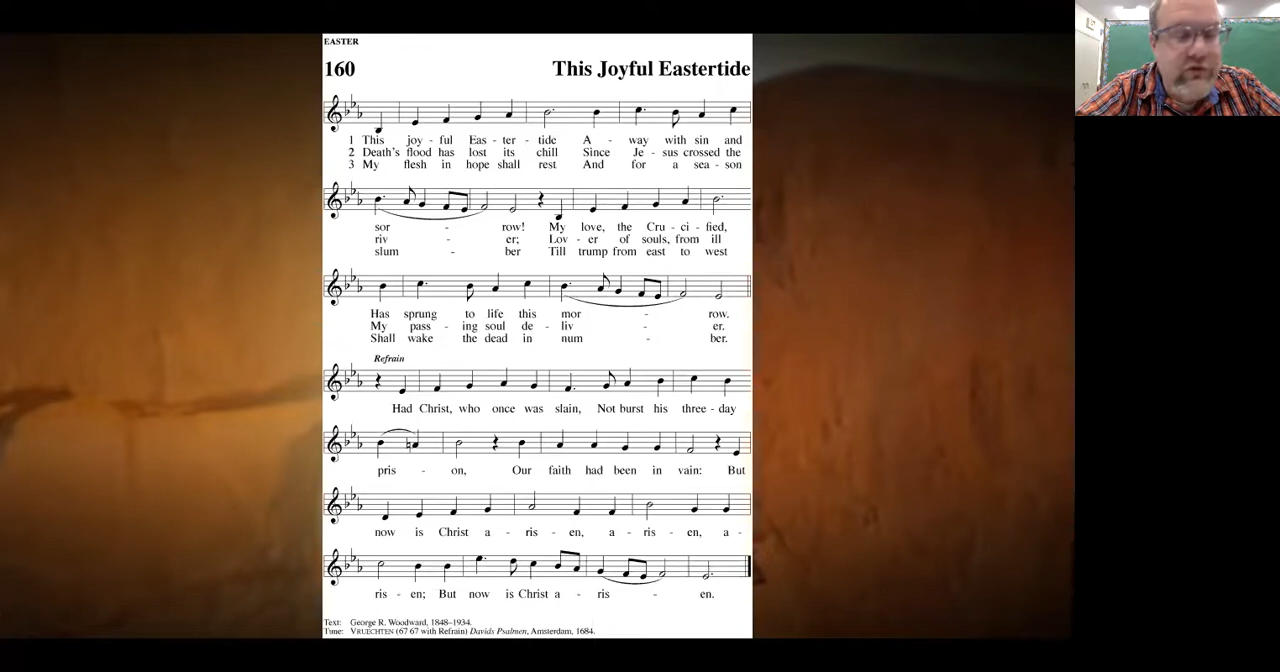 EASTER
160 This Joyful Eastertide
1 This joy - ful Eas - ter - tide A - way with sin and
2 Death's flood has lost its chill Since Je - sus crossed the
3 My flesh in hope shall rest And for a sea - son
sor - row! My love, the Cru - ci - fied,
riv - er; Lov - er of souls, from ill
slum - ber Till trump from east to west
Has sprung to life this mor - row.
My pass - ing soul de - liv - er.
Shall wake the dead in num - ber.
Refrain
Had Christ, who once was slain, Not burst his three - day
pris - on, Our faith had been in vain: But
now is Christ a - ris - en, a - ris - en, a -
ris - en; But now is Christ a - ris - en.
Text: George R. Woodward, 1848–1934.
Tune: VRUECHTEN (67 67 with Refrain) Davids Psalmen, Amsterdam, 1684.